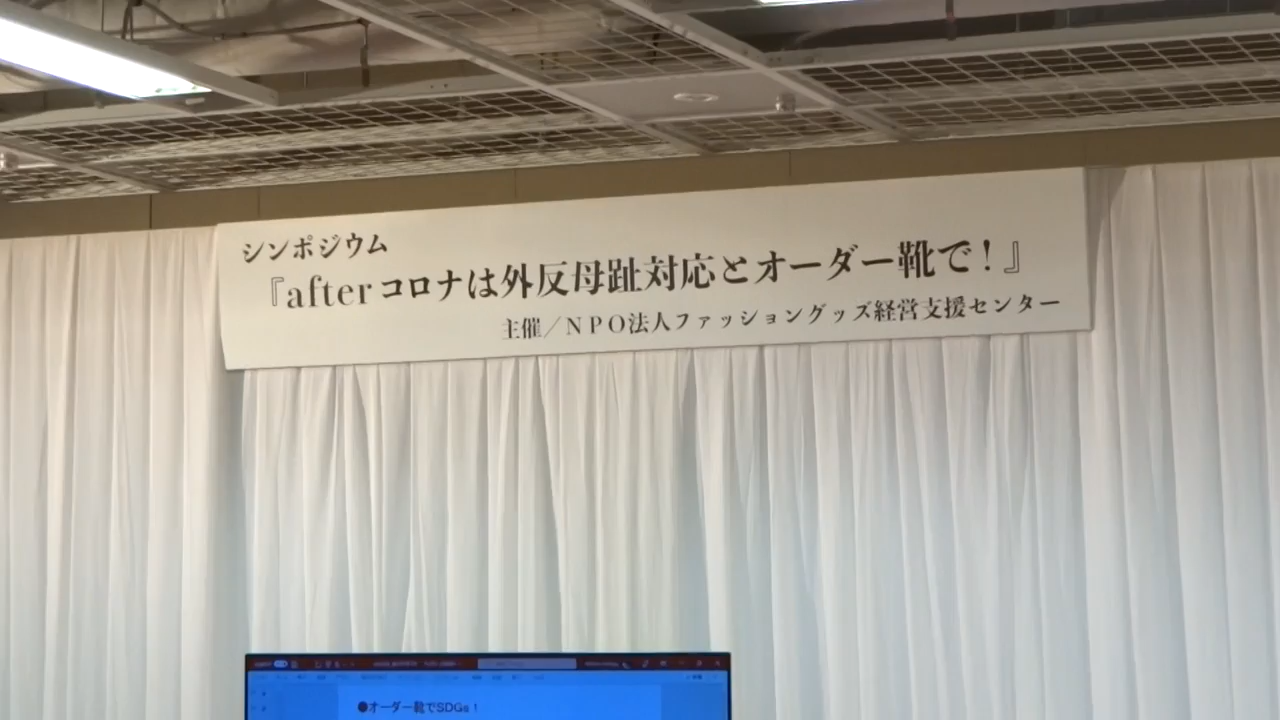 シンポジウム
『afterコロナは外反母趾対応とオーダー靴で！』
主催／NPO法人ファッショングッズ経営支援センター
●オーダー靴でSDGs！